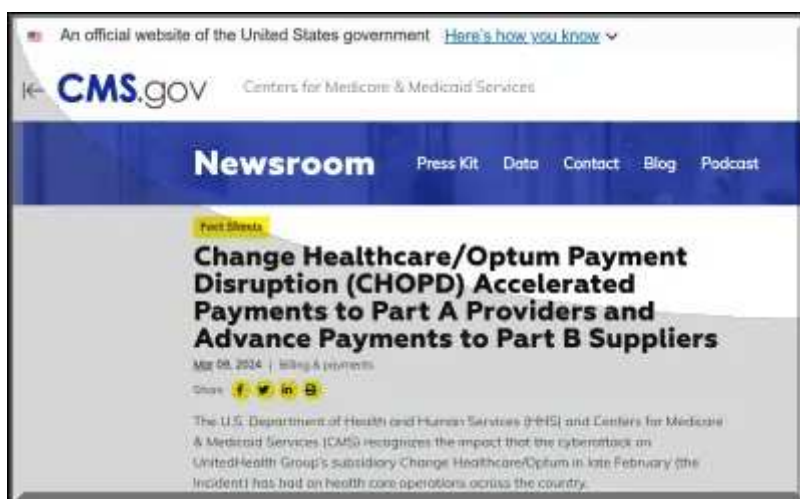 An official website of the United States government Here's how you know
CMS.gov Centers for Medicare & Medicaid Services
Newsroom Press Kit Data Contact Blog Podcast
Fact Sheets
Change Healthcare/Optum Payment
Disruption (CHOPD) Accelerated
Payments to Part A Providers and
Advance Payments to Part B Suppliers
Mar 09, 2024 | Billing & payments
Share
The U.S. Department of Health and Human Services (HHS) and Centers for Medicare
& Medicaid Services (CMS) recognizes the impact that the cyberattack on
UnitedHealth Group's subsidiary Change Healthcare/Optum in late February (the
Incident) has had on health care operations across the country.